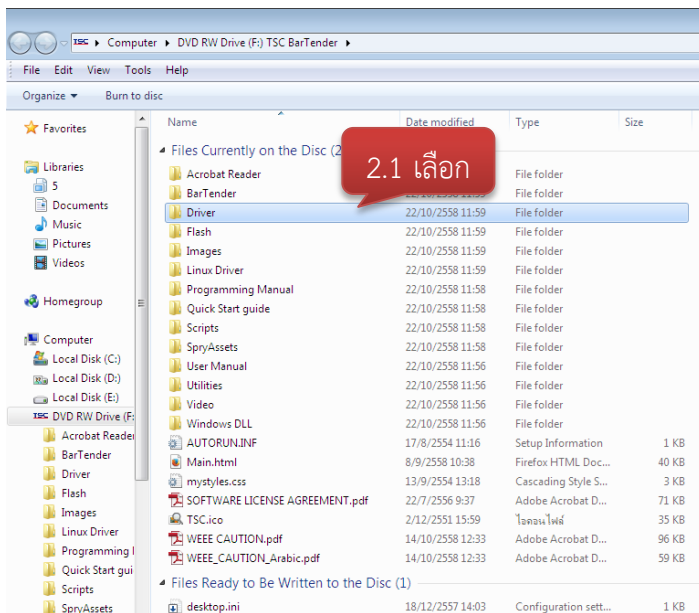 TSC ▸ Computer ▸ DVD RW Drive (F:) TSC BarTender ▸
File Edit View Tools Help
Organize ▾ Burn to disc
Favorites
Libraries
5
Documents
Music
Pictures
Videos
Homegroup
Computer
Local Disk (C:)
Local Disk (D:)
Local Disk (E:)
TSC DVD RW Drive (F:
Acrobat Reader
BarTender
Driver
Flash
Images
Linux Driver
Programming
Quick Start gui
Scripts
SpryAssets
Name Date modified Type Size
Files Currently on the Disc (2
2.1 เลือก
Acrobat Reader File folder
BarTender File folder
Driver 22/10/2558 11:59 File folder
Flash 22/10/2558 11:59 File folder
Images 22/10/2558 11:59 File folder
Linux Driver 22/10/2558 11:59 File folder
Programming Manual 22/10/2558 11:58 File folder
Quick Start guide 22/10/2558 11:58 File folder
Scripts 22/10/2558 11:58 File folder
SpryAssets 22/10/2558 11:58 File folder
User Manual 22/10/2558 11:56 File folder
Utilities 22/10/2558 11:56 File folder
Video 22/10/2558 11:56 File folder
Windows DLL 22/10/2558 11:56 File folder
AUTORUN.INF 17/8/2554 11:16 Setup Information 1 KB
Main.html 8/9/2558 10:38 Firefox HTML Doc... 40 KB
mystyles.css 13/9/2554 13:18 Cascading Style S... 3 KB
SOFTWARE LICENSE AGREEMENT.pdf 22/7/2556 9:37 Adobe Acrobat D... 71 KB
TSC.ico 2/12/2551 15:59 ไอคอนไฟล์ 35 KB
WEEE CAUTION.pdf 14/10/2558 12:33 Adobe Acrobat D... 96 KB
WEEE_CAUTION_Arabic.pdf 14/10/2558 12:33 Adobe Acrobat D... 59 KB
Files Ready to Be Written to the Disc (1)
desktop.ini 18/12/2557 14:03 Configuration sett... 1 KB